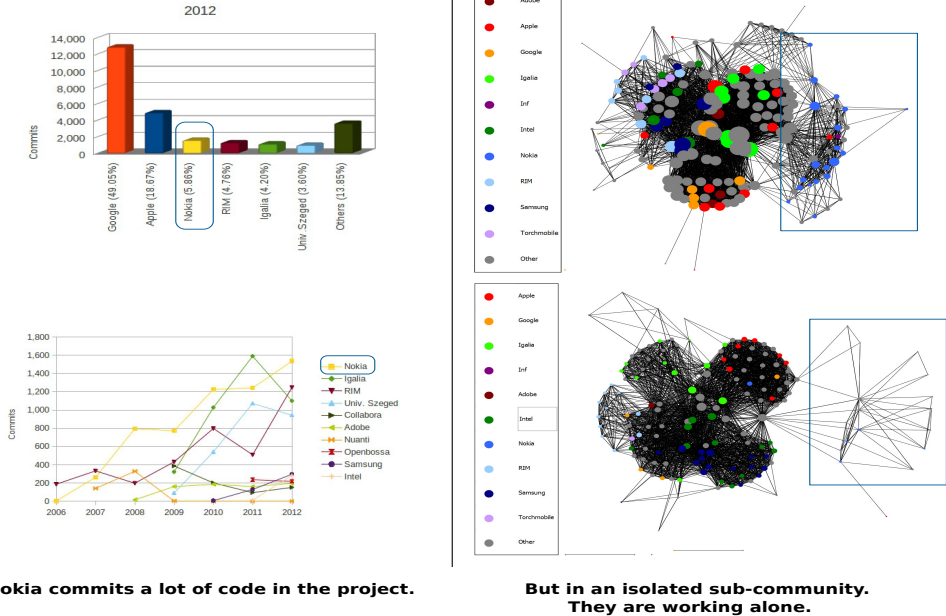 2012
14,000
12,000
10,000
8,000
6,000
4,000
2,000
0
Commits
Google (49.05%)
Apple (18.67%)
Nokia (5.86%)
RIM (4.76%)
Igalia (4.20%)
Univ. Szeged (3.60%)
Others (13.85%)
1,800
1,600
1,400
1,200
1,000
800
600
400
200
0
Commits
2006 2007 2008 2009 2010 2011 2012
Nokia
Igalia
RIM
Univ. Szeged
Collabora
Adobe
Nuanti
Openbossa
Samsung
Intel
okia commits a lot of code in the project.
Adobe
Apple
Google
Igalia
Inf
Intel
Nokia
RIM
Samsung
Torchmobile
Other
Apple
Google
Igalia
Inf
Adobe
Intel
Nokia
RIM
Samsung
Torchmobile
Other
But in an isolated sub-community.
They are working alone.